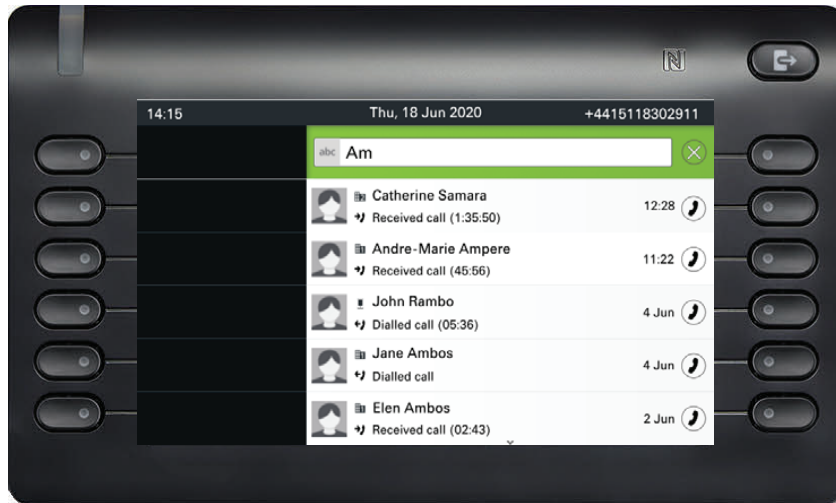 14:15 Thu, 18 Jun 2020 +4415118302911
abc Am
Catherine Samara
Received call (1:35:50) 12:28
Andre-Marie Ampere
Received call (45:56) 11:22
John Rambo
Dialled call (05:36) 4 Jun
Jane Ambos
Dialled call 4 Jun
Elen Ambos
Received call (02:43) 2 Jun